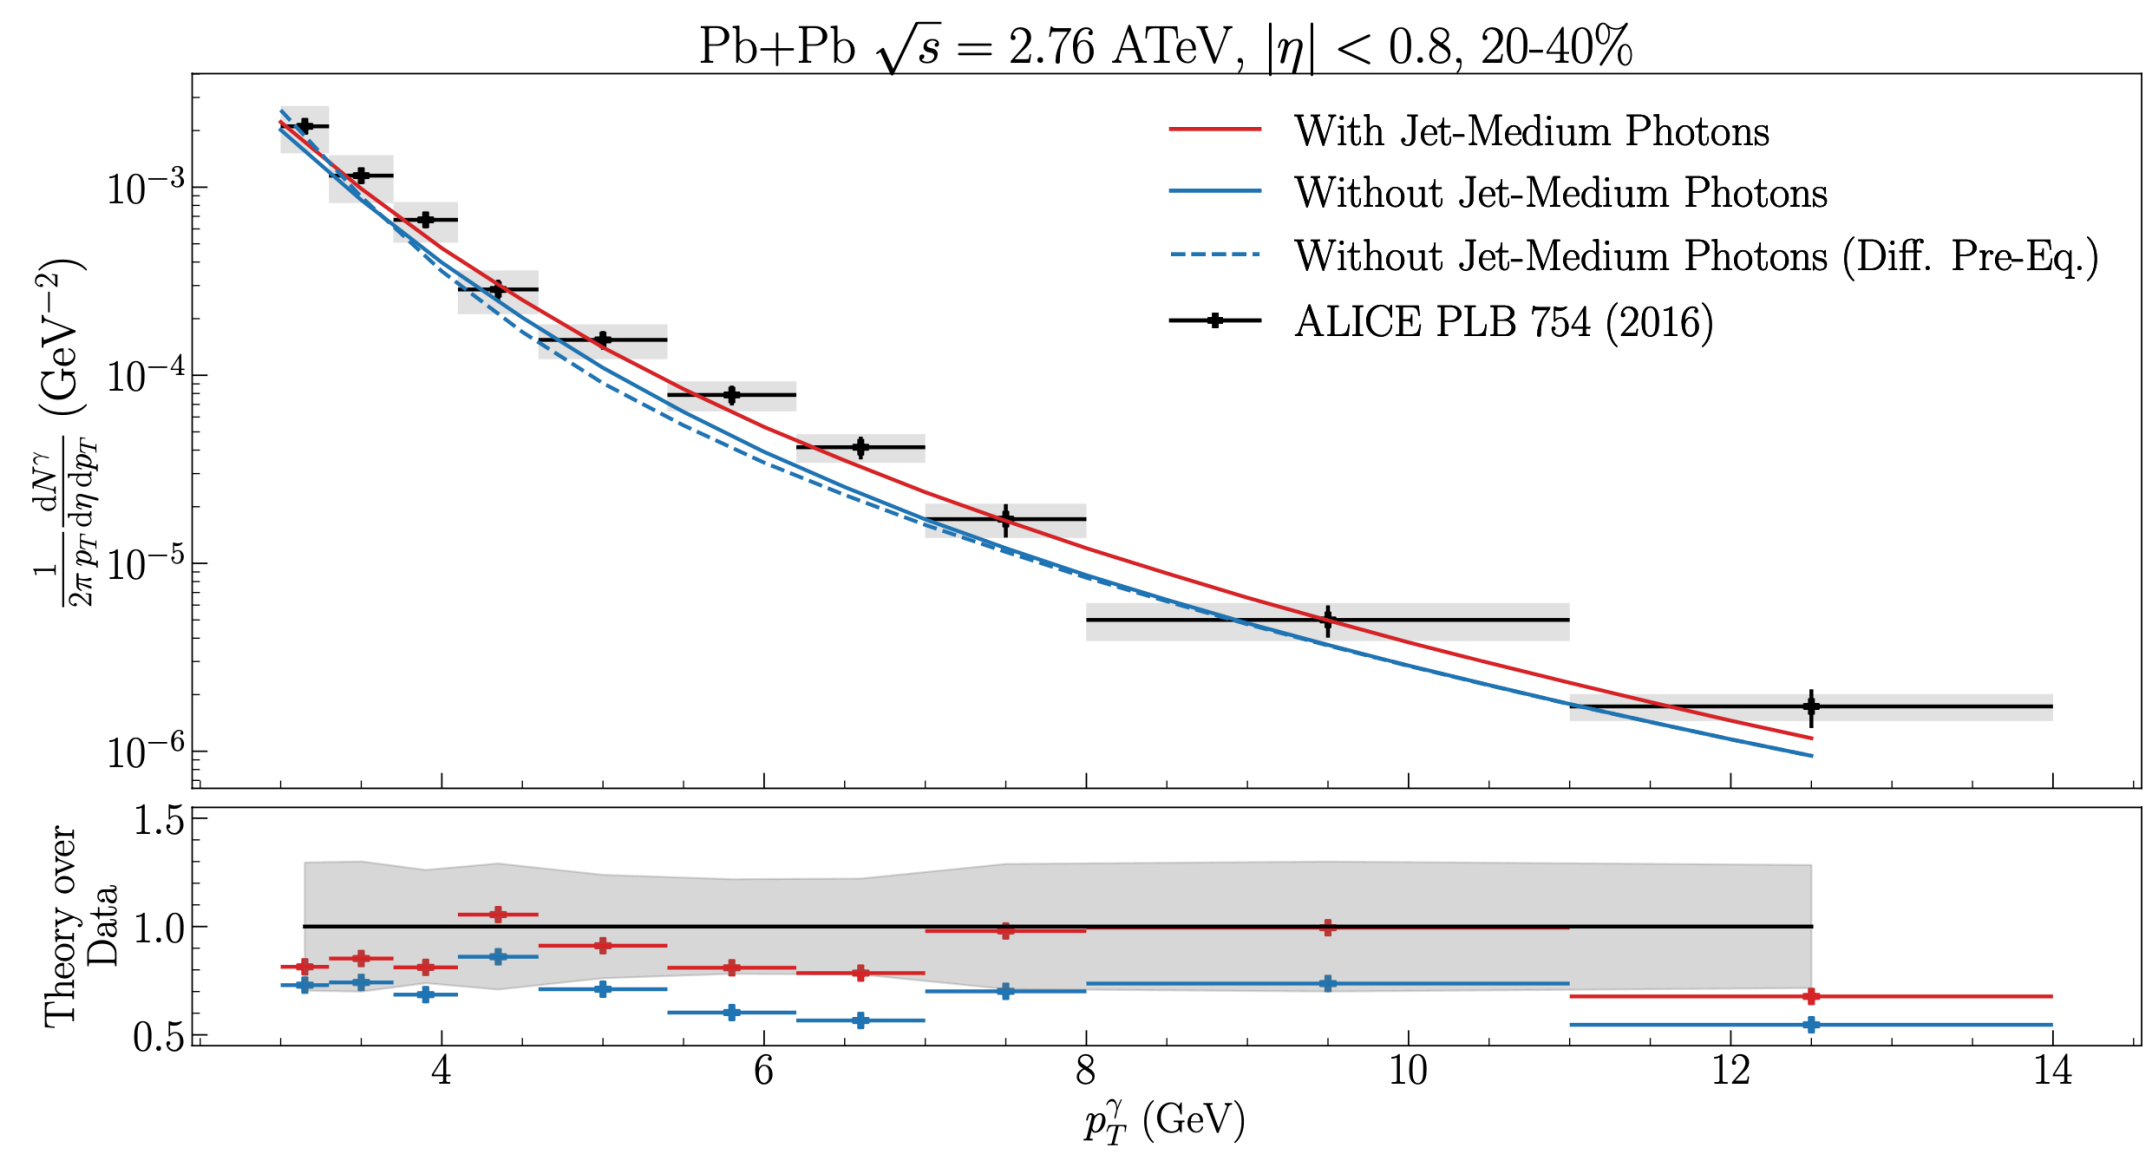 Pb+Pb √s = 2.76 ATeV, |η| < 0.8, 20-40%
With Jet-Medium Photons
Without Jet-Medium Photons
Without Jet-Medium Photons (Diff. Pre-Eq.)
ALICE PLB 754 (2016)
1/(2π p_T) dN^γ/(dη dp_T) (GeV^−2)
10^−3
10^−4
10^−5
10^−6
Theory over
Data
1.5
1.0
0.5
4 6 8 10 12 14
p_T^γ (GeV)